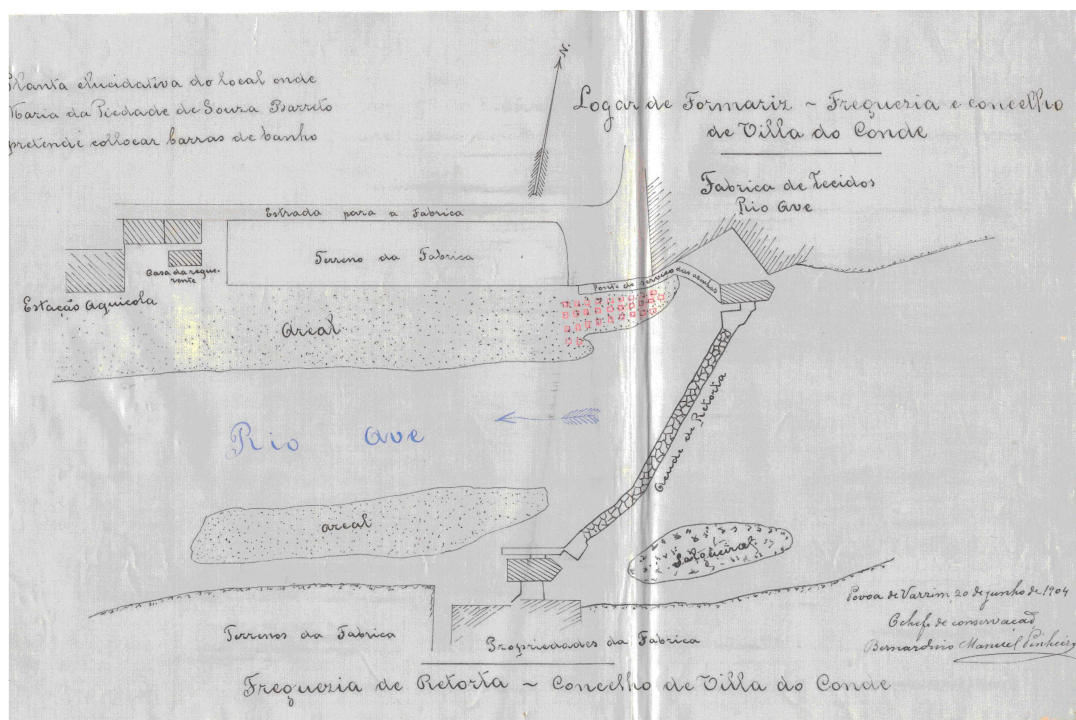 Planta elucidativa do local onde
Maria da Piedade de Souza Barreto
pretende collocar barras de banho
N.
Logar de Formariz ~ Freguezia e concelho
de Villa do Conde
Fabrica de Tecidos
Rio Ave
Estrada para a Fabrica
Terreno da Fabrica
Casa da reque-
rente
Estação Aquicola
Ponte de serviço das azenhas
Areal
Rio Ave
Açude de Retorta
areal
Salgueiral
Terrenos da Fabrica
Propriedades da Fabrica
Povoa de Varzim, 20 de junho de 1904
O chefe de conservação
Bernardino Manuel Pinheiro
Freguezia de Retorta ~ Concelho de Villa do Conde